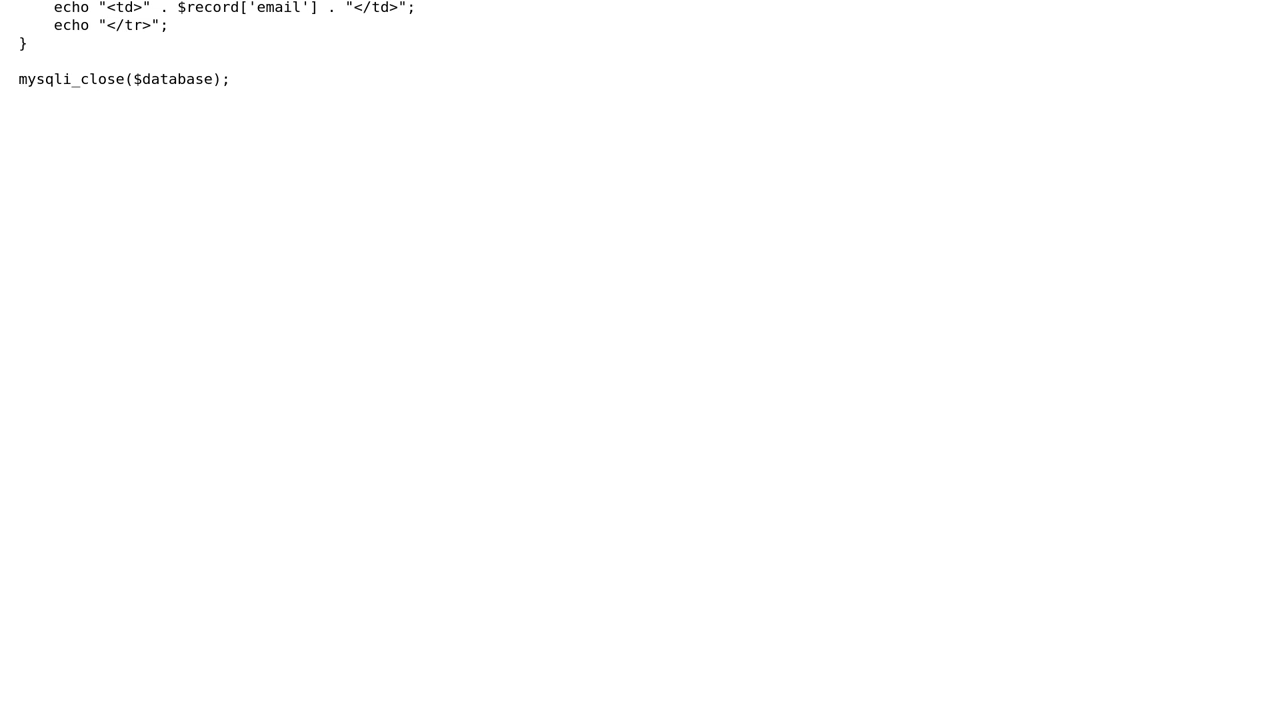 echo "<td>" . $record['email'] . "</td>";
    echo "</tr>";
}

mysqli_close($database);